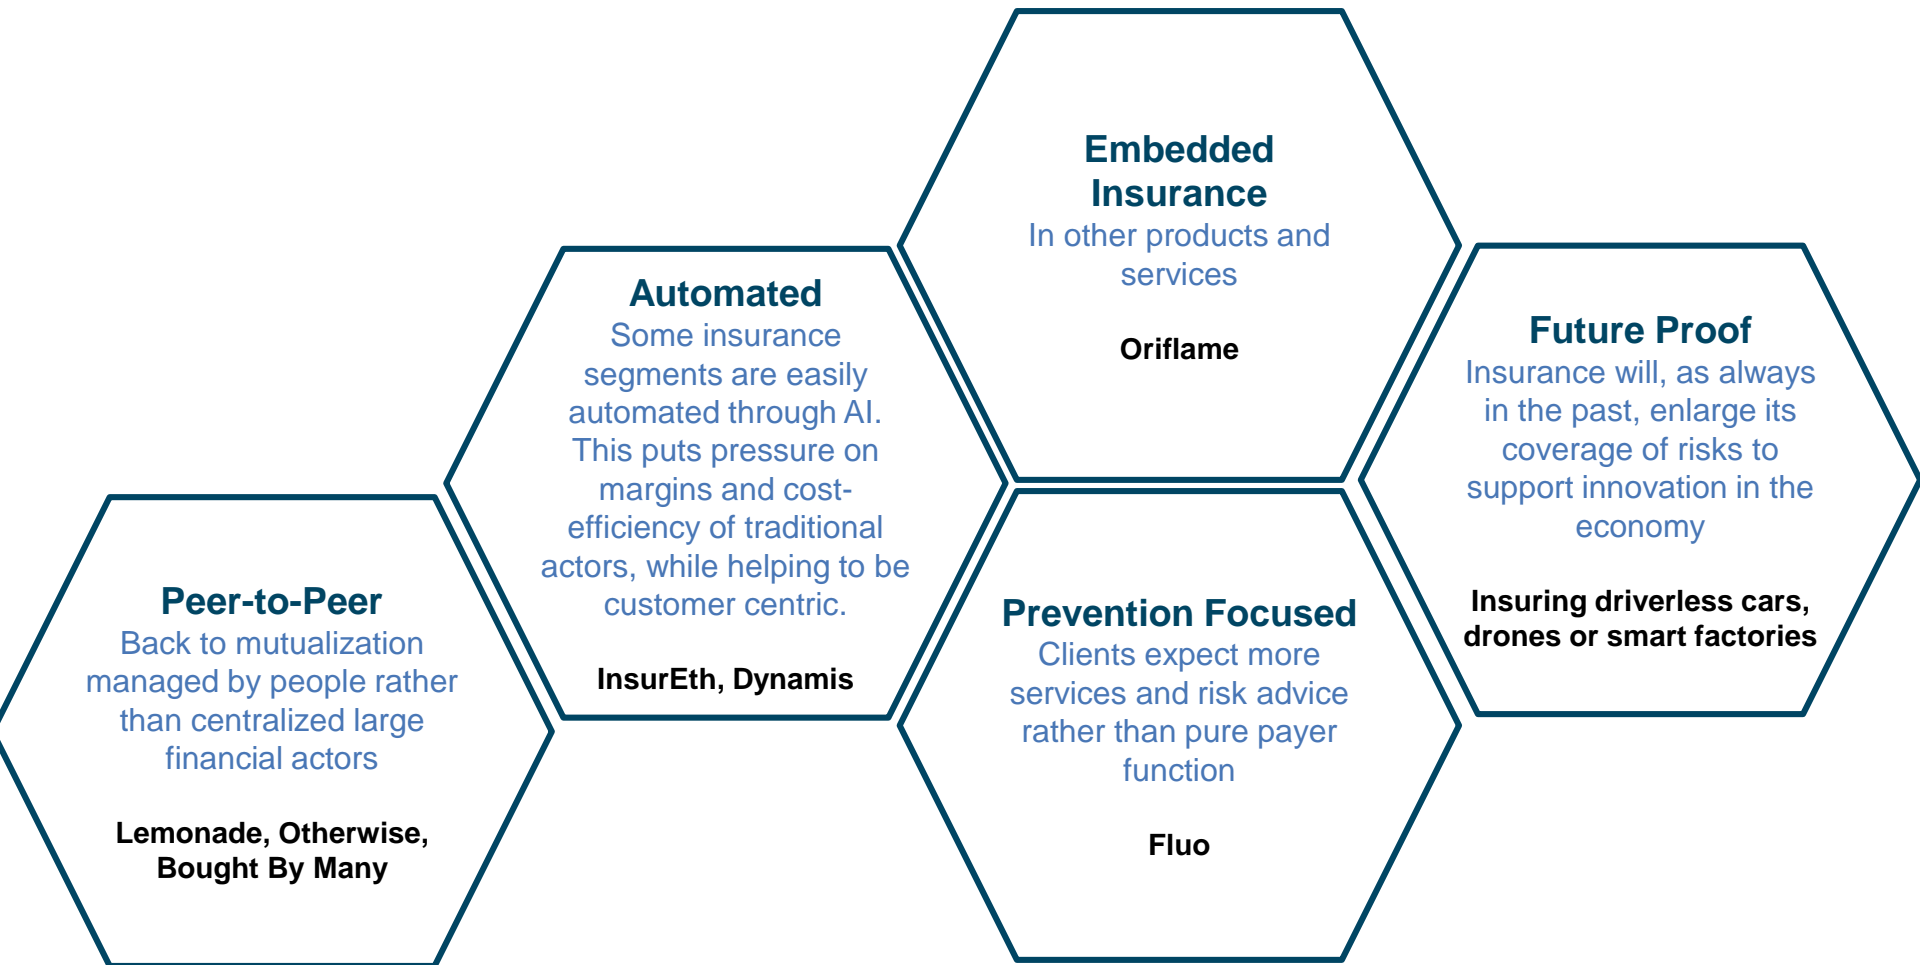 Peer-to-Peer
Back to mutualization
managed by people rather
than centralized large
financial actors
Lemonade, Otherwise,
Bought By Many
Automated
Some insurance
segments are easily
automated through AI.
This puts pressure on
margins and cost-
efficiency of traditional
actors, while helping to be
customer centric.
InsurEth, Dynamis
Embedded
Insurance
In other products and
services
Oriflame
Prevention Focused
Clients expect more
services and risk advice
rather than pure payer
function
Fluo
Future Proof
Insurance will, as always
in the past, enlarge its
coverage of risks to
support innovation in the
economy
Insuring driverless cars,
drones or smart factories